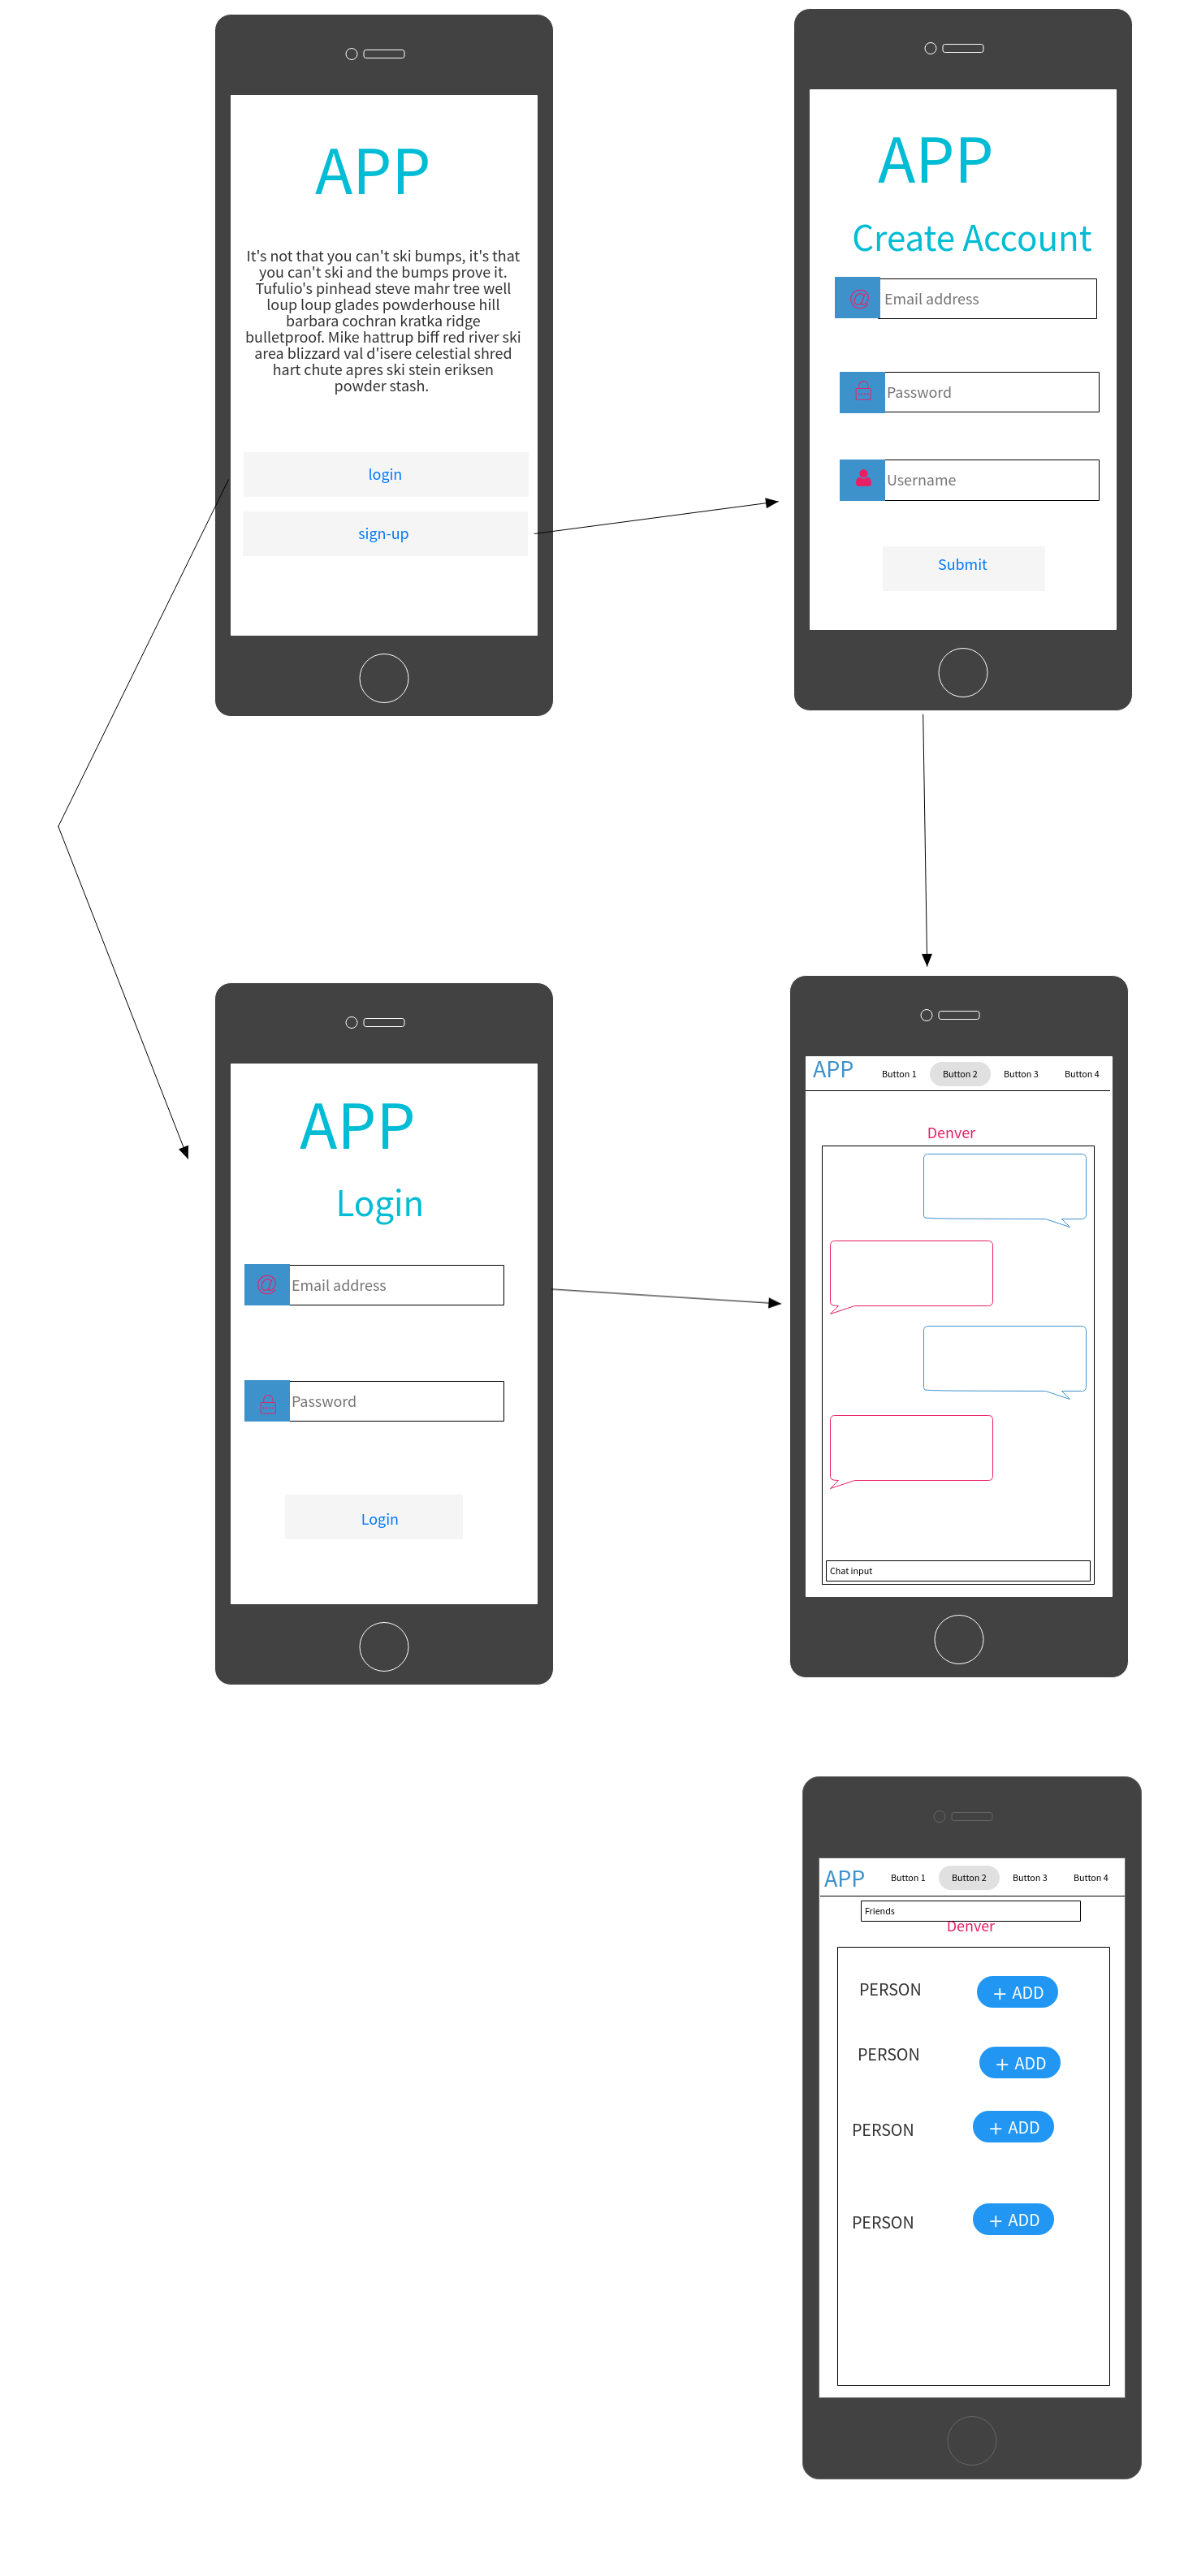 APP
It's not that you can't ski bumps, it's that
you can't ski and the bumps prove it.
Tufulio's pinhead steve mahr tree well
loup loup glades powderhouse hill
barbara cochran kratka ridge
bulletproof. Mike hattrup biff red river ski
area blizzard val d'isere celestial shred
hart chute apres ski stein eriksen
powder stash.
login
sign-up
APP
Create Account
@ Email address
Password
Username
Submit
APP
Login
@ Email address
Password
Login
APP Button 1 Button 2 Button 3 Button 4
Denver
Chat input
APP Button 1 Button 2 Button 3 Button 4
Friends
Denver
PERSON + ADD
PERSON + ADD
PERSON + ADD
PERSON + ADD